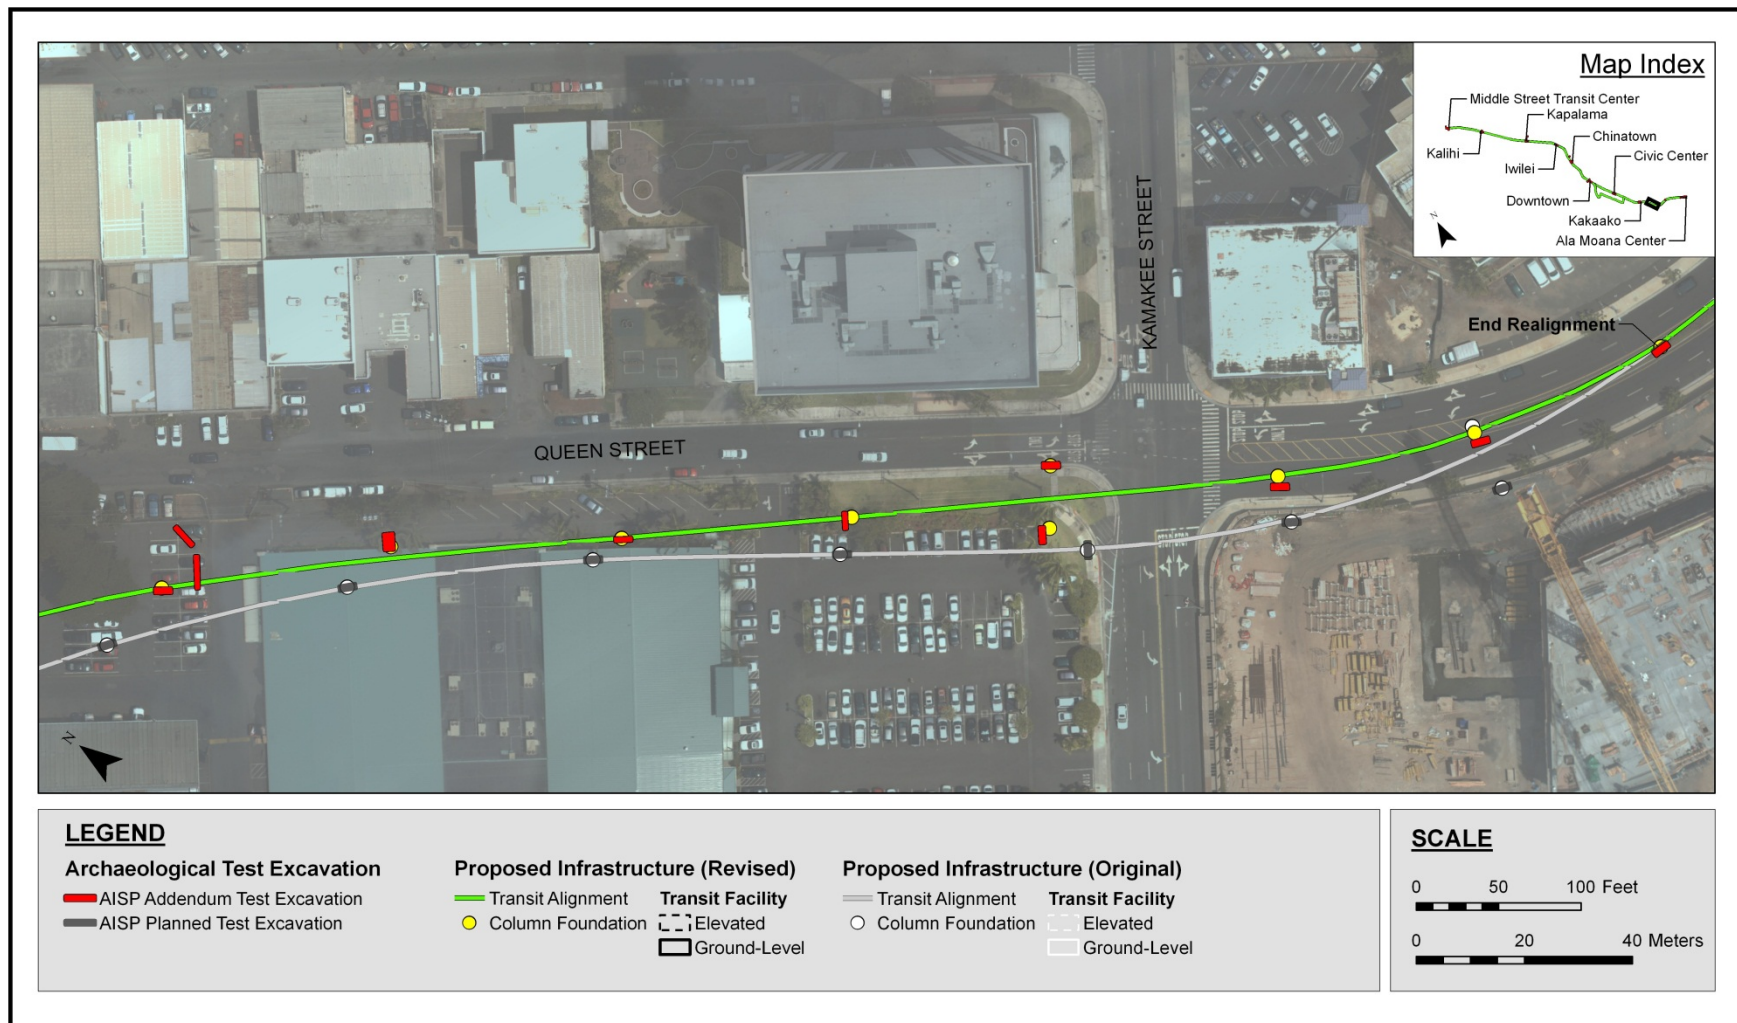 Map Index
Middle Street Transit Center
Kapalama
Chinatown
Civic Center
Kalihi
Iwilei
Downtown
Kakaako
Ala Moana Center
N
KAMAKEE STREET
End Realignment
QUEEN STREET
N
LEGEND
Archaeological Test Excavation
AISP Addendum Test Excavation
AISP Planned Test Excavation
Proposed Infrastructure (Revised)
Transit Alignment
Column Foundation
Transit Facility
Elevated
Ground-Level
Proposed Infrastructure (Original)
Transit Alignment
Column Foundation
Transit Facility
Elevated
Ground-Level
SCALE
0 50 100 Feet
0 20 40 Meters